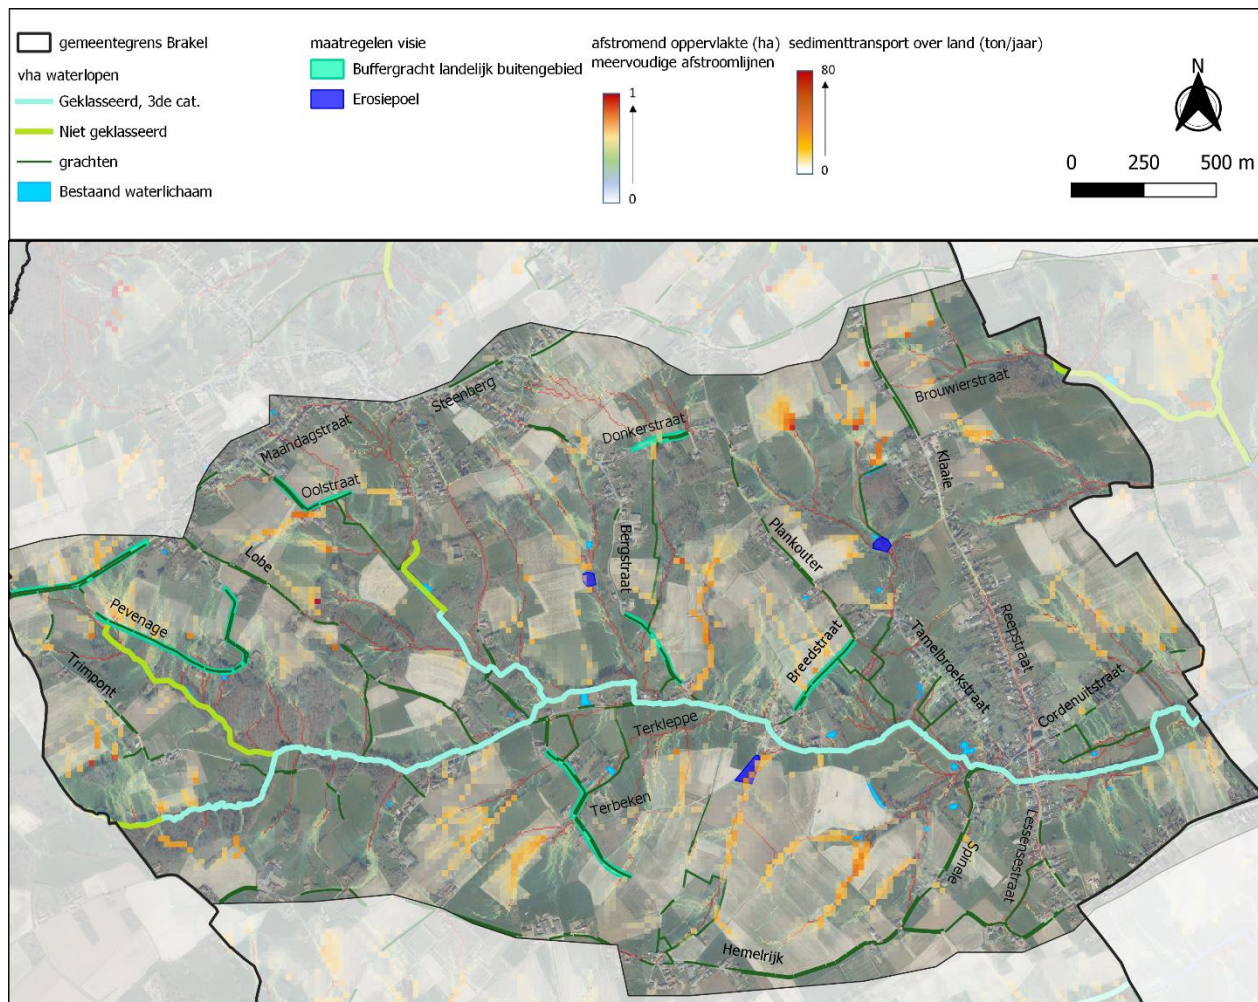 gemeentegrens Brakel
vha waterlopen
Geklasseerd, 3de cat.
Niet geklasseerd
grachten
Bestaand waterlichaam
maatregelen visie
Buffergracht landelijk buitengebied
Erosiepoel
afstromend oppervlakte (ha)
meervoudige afstroomlijnen
1
0
sedimenttransport over land (ton/jaar)
80
0
N
0 250 500 m
Steenberg
Brouwierstraat
Maandagstraat
Donkerstraat
Klaaie
Oolstraat
Plankouter
Bergstraat
Lobe
Pevenage
Reepstraat
Breedstraat
Tamelbroekstraat
Trimpont
Cordenuitstraat
Terkleppe
Terbeken
Lessensestraat
Spinele
Hemelrijk